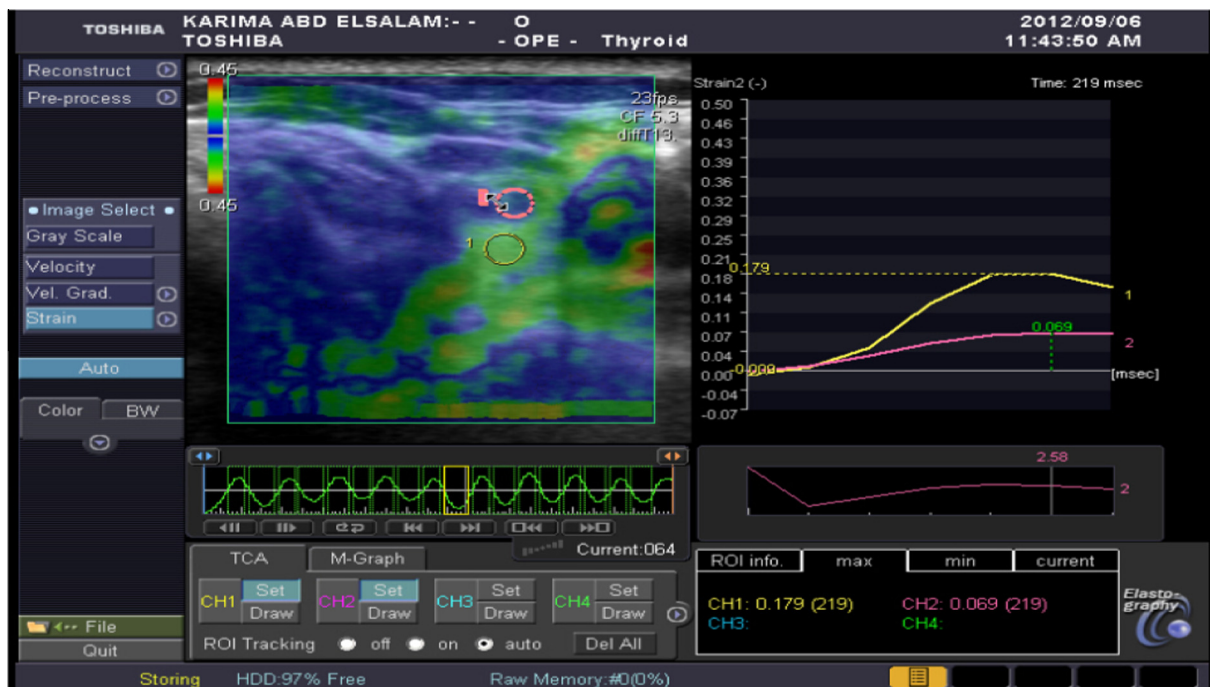 TOSHIBA
KARIMA ABD ELSALAM:- - O
TOSHIBA - OPE - Thyroid
2012/09/06
11:43:50 AM
Reconstruct
Pre-process
Image Select
Gray Scale
Velocity
Vel. Grad.
Strain
Auto
Color BW
File
Quit
0.45
0.45
23fps
CF 5.3
diffT13.
1
Strain2 (-) Time: 219 msec
0.50
0.46
0.43
0.39
0.36
0.32
0.29
0.25
0.21
0.18
0.14
0.11
0.07
0.04
0.00
-0.04
-0.07
0.179
1
0.069
2
[msec]
2.58
2
Current:064
TCA M-Graph
CH1 Set Draw
CH2 Set Draw
CH3 Set Draw
CH4 Set Draw
ROI Tracking off on auto Del All
ROI info. max min current
CH1: 0.179 (219) CH2: 0.069 (219)
CH3: CH4:
Elasto-
graphy
Storing HDD:97% Free Raw Memory:#0(0%)